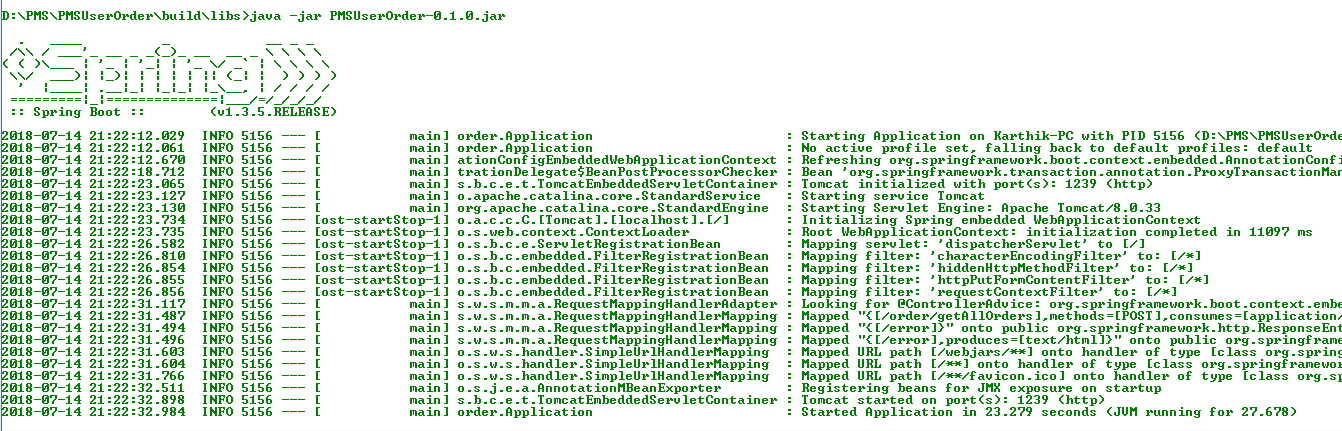 D:\PMS\PMSUserOrder\build\libs>java -jar PMSUserOrder-0.1.0.jar
Spring
:: Spring Boot ::        (v1.3.5.RELEASE)
2018-07-14 21:22:12.029  INFO 5156 --- [           main] order.Application                        : Starting Application on Karthik-PC with PID 5156 (D:\PMS\PMSUserOrde
2018-07-14 21:22:12.061  INFO 5156 --- [           main] order.Application                        : No active profile set, falling back to default profiles: default
2018-07-14 21:22:12.670  INFO 5156 --- [           main] ationConfigEmbeddedWebApplicationContext : Refreshing org.springframework.boot.context.embedded.AnnotationConfi
2018-07-14 21:22:18.712  INFO 5156 --- [           main] trationDelegate$BeanPostProcessorChecker : Bean 'org.springframework.transaction.annotation.ProxyTransactionMan
2018-07-14 21:22:23.065  INFO 5156 --- [           main] s.b.c.e.t.TomcatEmbeddedServletContainer : Tomcat initialized with port(s): 1239 (http)
2018-07-14 21:22:23.127  INFO 5156 --- [           main] o.apache.catalina.core.StandardService   : Starting service Tomcat
2018-07-14 21:22:23.130  INFO 5156 --- [           main] org.apache.catalina.core.StandardEngine  : Starting Servlet Engine: Apache Tomcat/8.0.33
2018-07-14 21:22:23.734  INFO 5156 --- [ost-startStop-1] o.a.c.c.C.[Tomcat].[localhost].[/]       : Initializing Spring embedded WebApplicationContext
2018-07-14 21:22:23.735  INFO 5156 --- [ost-startStop-1] o.s.web.context.ContextLoader            : Root WebApplicationContext: initialization completed in 11097 ms
2018-07-14 21:22:26.582  INFO 5156 --- [ost-startStop-1] o.s.b.c.e.ServletRegistrationBean        : Mapping servlet: 'dispatcherServlet' to [/]
2018-07-14 21:22:26.810  INFO 5156 --- [ost-startStop-1] o.s.b.c.embedded.FilterRegistrationBean  : Mapping filter: 'characterEncodingFilter' to: [/*]
2018-07-14 21:22:26.854  INFO 5156 --- [ost-startStop-1] o.s.b.c.embedded.FilterRegistrationBean  : Mapping filter: 'hiddenHttpMethodFilter' to: [/*]
2018-07-14 21:22:26.855  INFO 5156 --- [ost-startStop-1] o.s.b.c.embedded.FilterRegistrationBean  : Mapping filter: 'httpPutFormContentFilter' to: [/*]
2018-07-14 21:22:26.856  INFO 5156 --- [ost-startStop-1] o.s.b.c.embedded.FilterRegistrationBean  : Mapping filter: 'requestContextFilter' to: [/*]
2018-07-14 21:22:31.117  INFO 5156 --- [           main] s.w.s.m.m.a.RequestMappingHandlerAdapter : Looking for @ControllerAdvice: org.springframework.boot.context.embe
2018-07-14 21:22:31.487  INFO 5156 --- [           main] s.w.s.m.m.a.RequestMappingHandlerMapping : Mapped "{[/order/getAllOrders],methods=[POST],consumes=[application/
2018-07-14 21:22:31.494  INFO 5156 --- [           main] s.w.s.m.m.a.RequestMappingHandlerMapping : Mapped "{[/error]}" onto public org.springframework.http.ResponseEnt
2018-07-14 21:22:31.496  INFO 5156 --- [           main] s.w.s.m.m.a.RequestMappingHandlerMapping : Mapped "{[/error],produces=[text/html]}" onto public org.springframe
2018-07-14 21:22:31.603  INFO 5156 --- [           main] o.s.w.s.handler.SimpleUrlHandlerMapping  : Mapped URL path [/webjars/**] onto handler of type [class org.spring
2018-07-14 21:22:31.604  INFO 5156 --- [           main] o.s.w.s.handler.SimpleUrlHandlerMapping  : Mapped URL path [/**] onto handler of type [class org.springframewor
2018-07-14 21:22:31.766  INFO 5156 --- [           main] o.s.w.s.handler.SimpleUrlHandlerMapping  : Mapped URL path [/**/favicon.ico] onto handler of type [class org.sp
2018-07-14 21:22:32.511  INFO 5156 --- [           main] o.s.j.e.a.AnnotationMBeanExporter        : Registering beans for JMX exposure on startup
2018-07-14 21:22:32.898  INFO 5156 --- [           main] s.b.c.e.t.TomcatEmbeddedServletContainer : Tomcat started on port(s): 1239 (http)
2018-07-14 21:22:32.984  INFO 5156 --- [           main] order.Application                        : Started Application in 23.279 seconds (JVM running for 27.678)